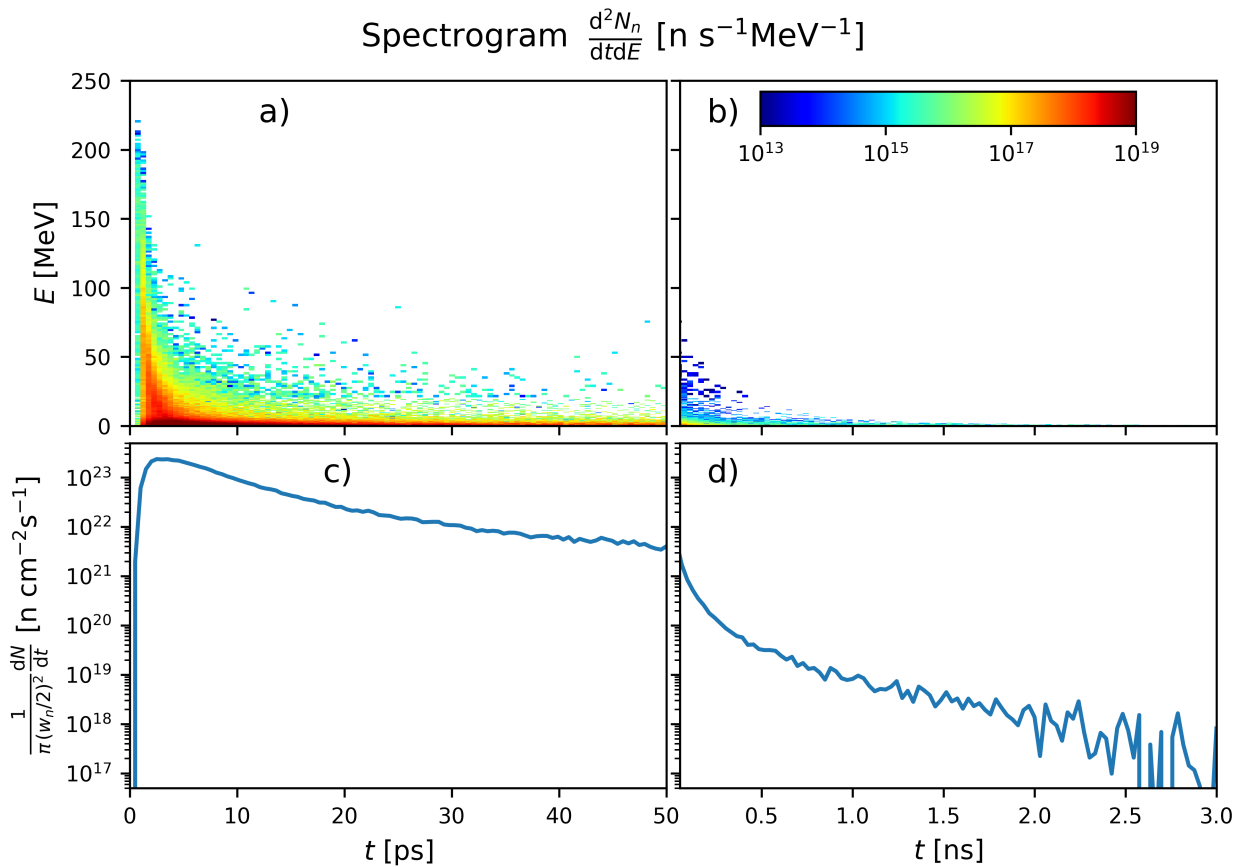 Spectrogram d²Nₙ/dtdE [n s⁻¹MeV⁻¹]
a)
b)
10¹³ 10¹⁵ 10¹⁷ 10¹⁹
250
200
150
100
50
0
E [MeV]
c)
d)
10²³
10²²
10²¹
10²⁰
10¹⁹
10¹⁸
10¹⁷
1/π(wₙ/2)² dN/dt [n cm⁻²s⁻¹]
0 10 20 30 40 50
0.5 1.0 1.5 2.0 2.5 3.0
t [ps]
t [ns]